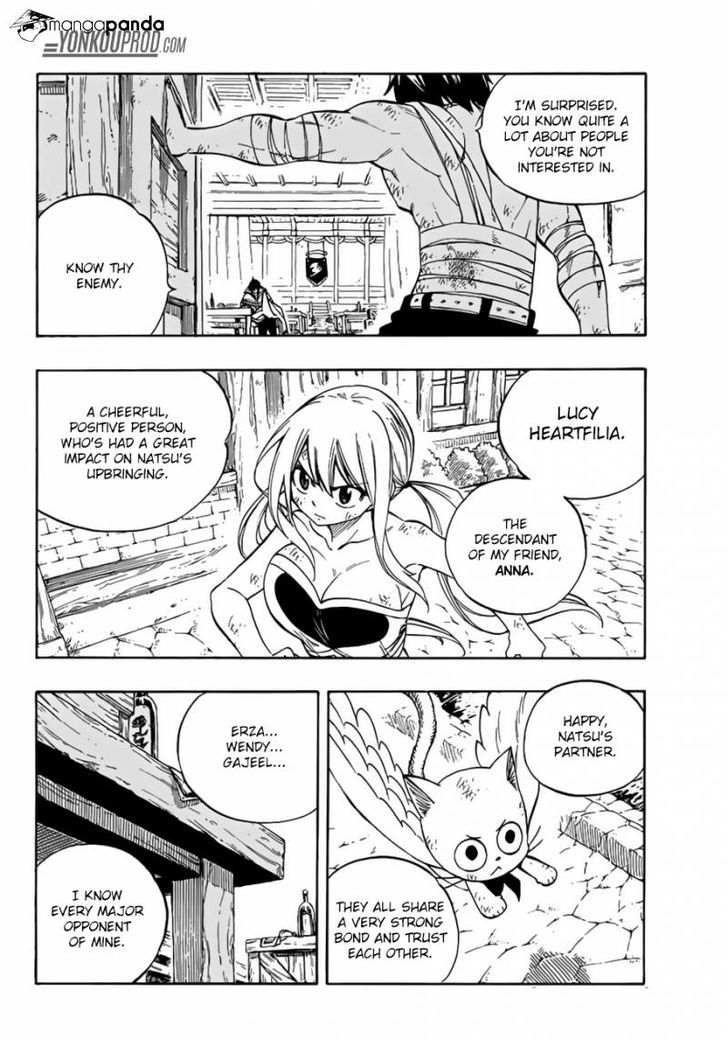 mangapanda
=YONKOUPROD.COM
I'M SURPRISED.
YOU KNOW QUITE
A LOT ABOUT PEOPLE
YOU'RE NOT
INTERESTED IN.
KNOW THY
ENEMY.
LUCY
HEARTFILIA.
THE
DESCENDANT
OF MY FRIEND,
ANNA.
A CHEERFUL,
POSITIVE PERSON,
WHO'S HAD A GREAT
IMPACT ON NATSU'S
UPBRINGING.
HAPPY,
NATSU'S
PARTNER.
THEY ALL SHARE
A VERY STRONG
BOND AND TRUST
EACH OTHER.
ERZA...
WENDY...
GAJEEL...
I KNOW
EVERY MAJOR
OPPONENT
OF MINE.